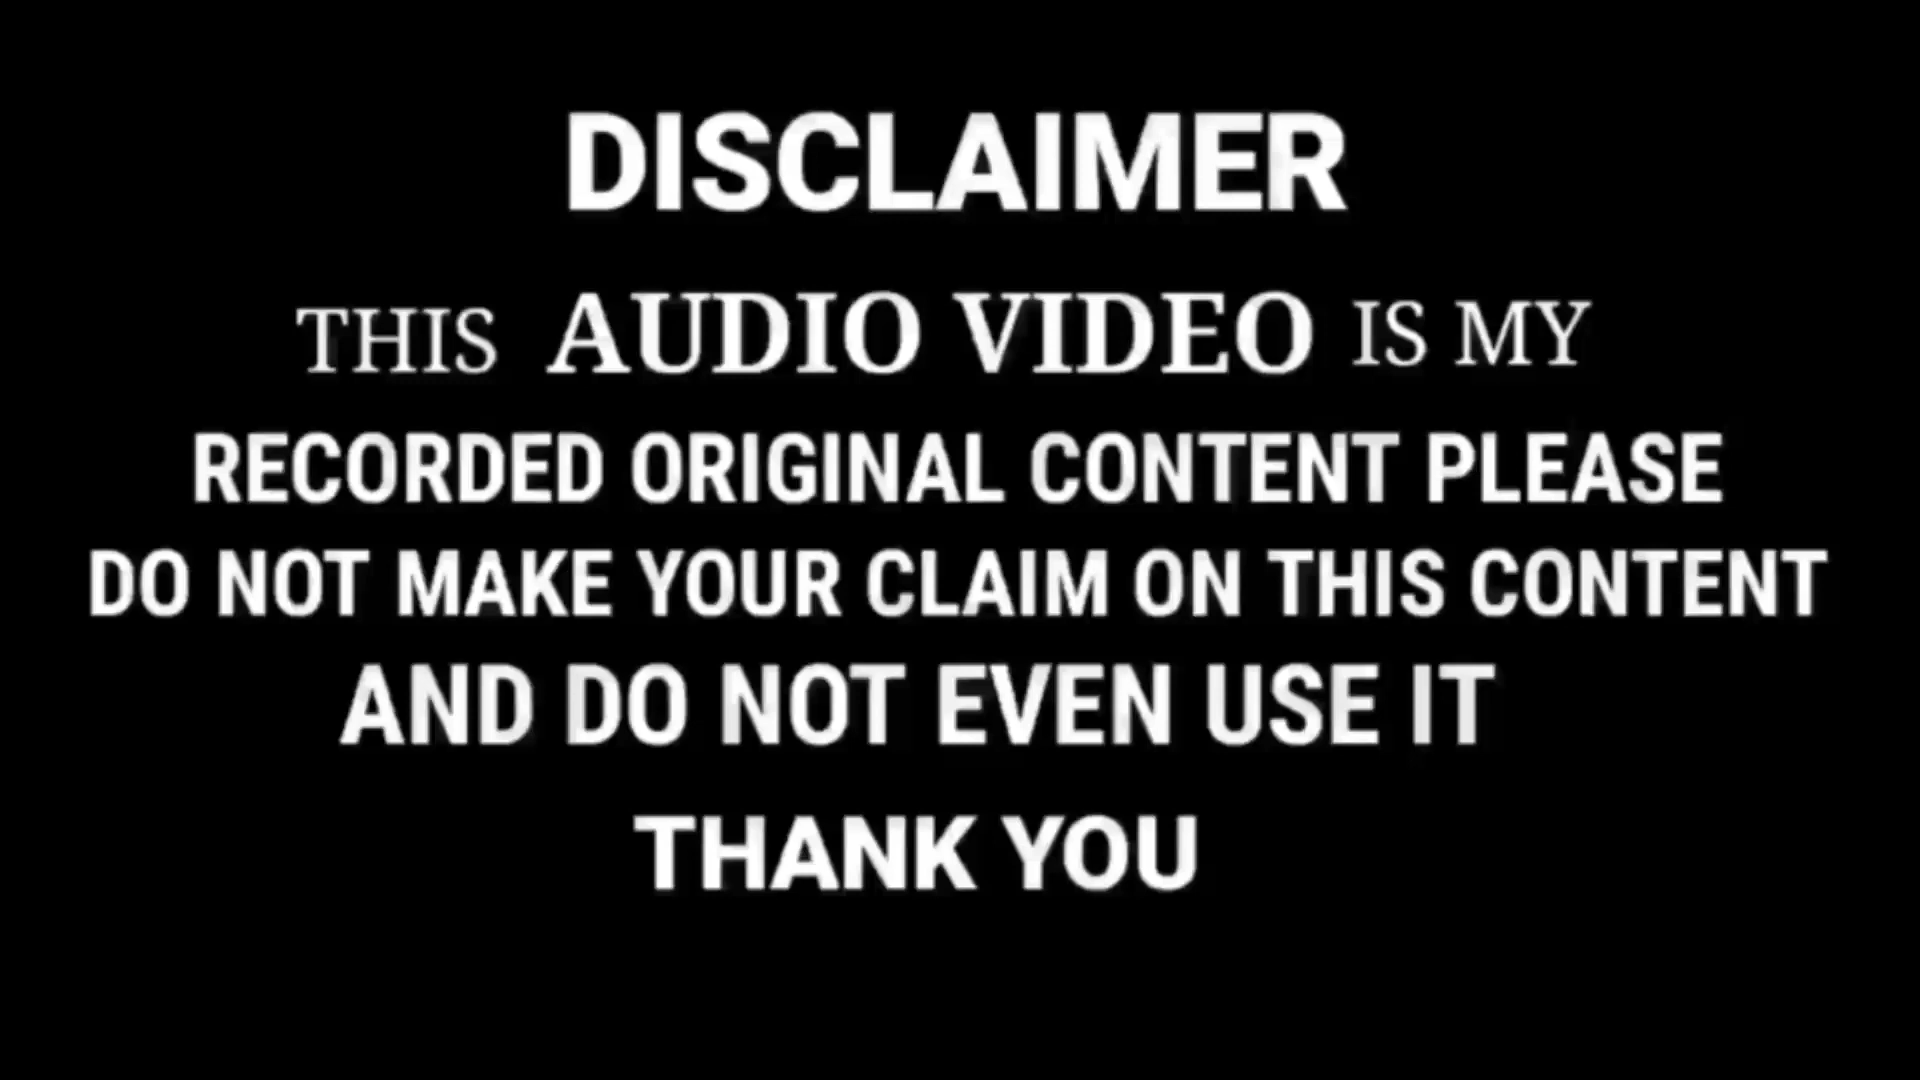 DISCLAIMER
THIS AUDIO VIDEO IS MY
RECORDED ORIGINAL CONTENT PLEASE
DO NOT MAKE YOUR CLAIM ON THIS CONTENT
AND DO NOT EVEN USE IT
THANK YOU